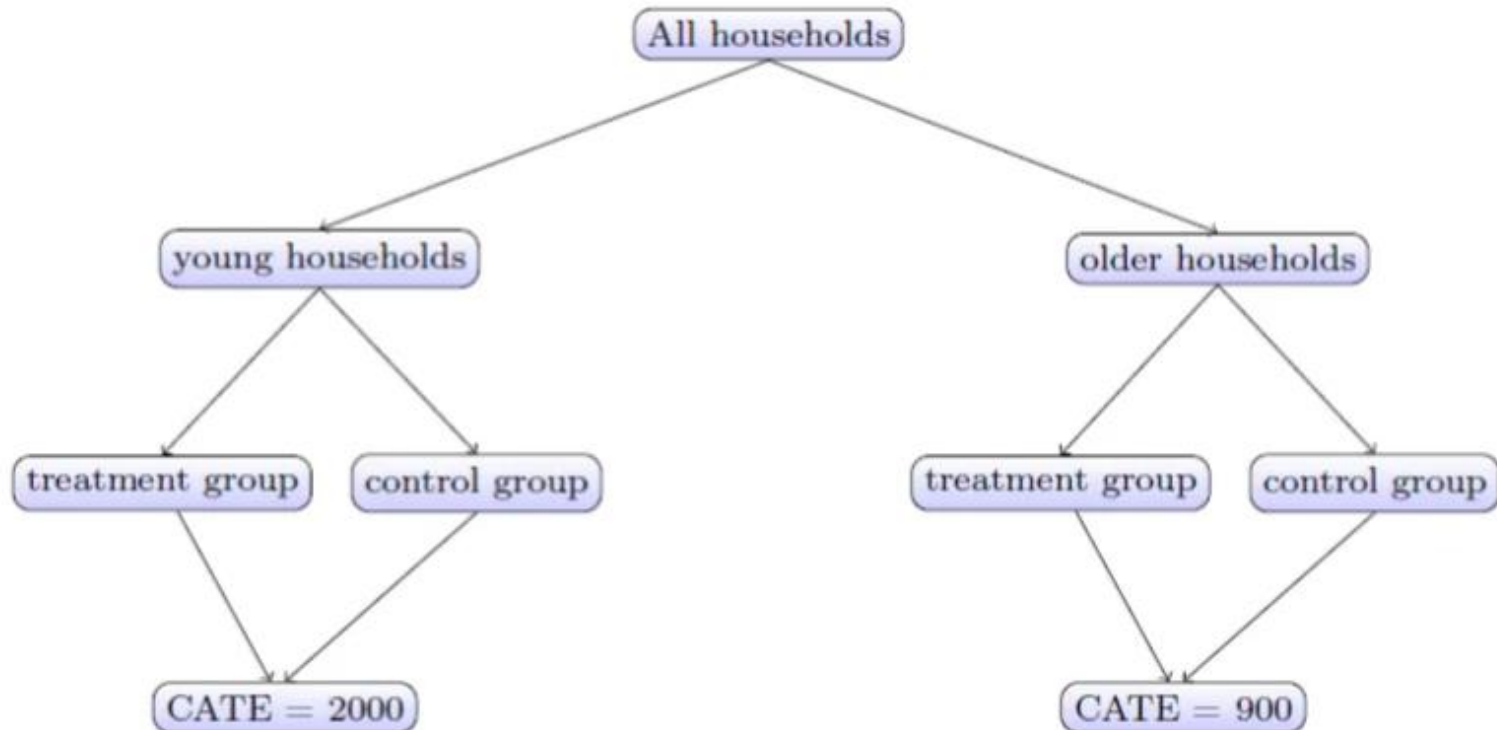 All households
young households
older households
treatment group
control group
treatment group
control group
CATE = 2000
CATE = 900